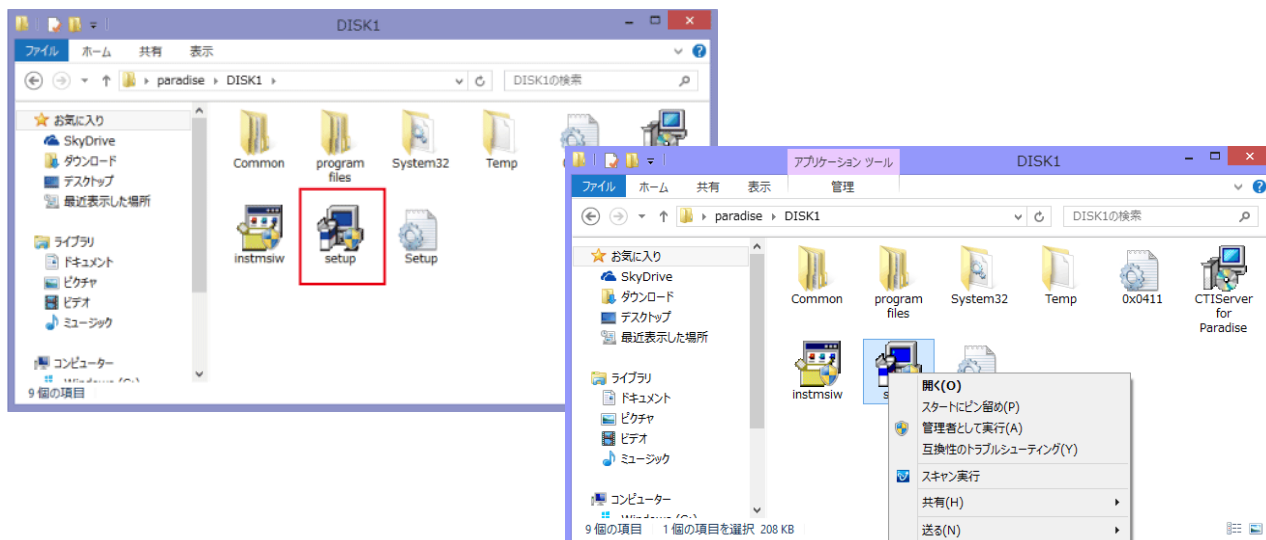 DISK1
ファイル ホーム 共有 表示
paradise DISK1
DISK1の検索
お気に入り
SkyDrive
ダウンロード
デスクトップ
最近表示した場所
ライブラリ
ドキュメント
ピクチャ
ビデオ
ミュージック
コンピューター
9 個の項目
Common
program files
System32
Temp
instmsiw
setup
Setup
アプリケーション ツール
DISK1
ファイル ホーム 共有 表示 管理
paradise DISK1
DISK1の検索
お気に入り
SkyDrive
ダウンロード
デスクトップ
最近表示した場所
ライブラリ
ドキュメント
ピクチャ
ビデオ
ミュージック
コンピューター
Common
program files
System32
Temp
0x0411
CTIServer for Paradise
instmsiw
開く(O)
スタートにピン留め(P)
管理者として実行(A)
互換性のトラブルシューティング(Y)
スキャン実行
共有(H)
送る(N)
9 個の項目 1 個の項目を選択 208 KB